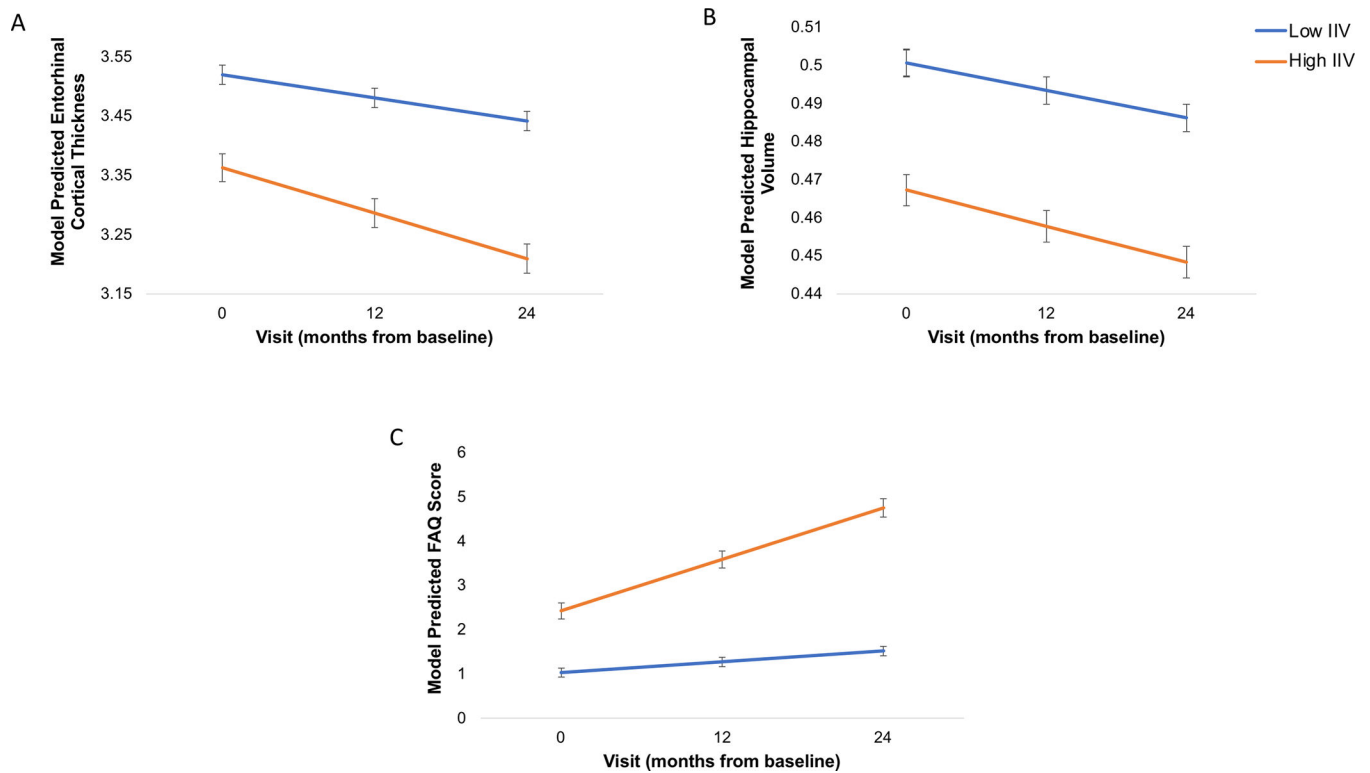 A
Model Predicted Entorhinal
Cortical Thickness
3.55
3.45
3.35
3.25
3.15
0 12 24
Visit (months from baseline)
B
Model Predicted Hippocampal
Volume
0.51
0.5
0.49
0.48
0.47
0.46
0.45
0.44
0 12 24
Visit (months from baseline)
Low IIV
High IIV
C
Model Predicted FAQ Score
6
5
4
3
2
1
0
0 12 24
Visit (months from baseline)